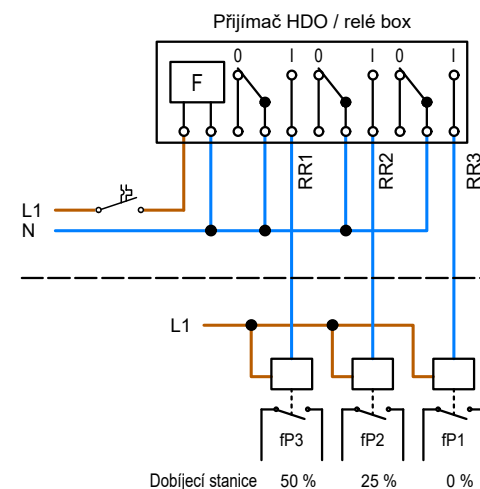 Přijímač HDO / relé box
0 I 0 I 0 I
F
RR1 RR2 RR3
L1
N
L1
fP3 fP2 fP1
Dobíjecí stanice 50 % 25 % 0 %